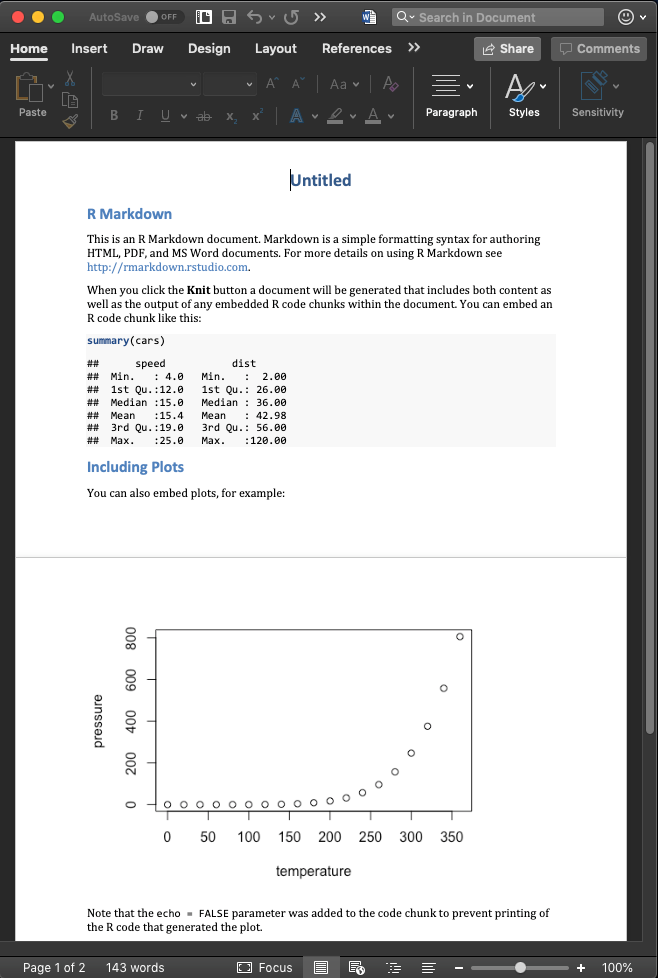 AutoSave OFF Search in Document
Home Insert Draw Design Layout References Share Comments
Aa
Paste B I U ab x x A A Paragraph Styles Sensitivity
Untitled
R Markdown
This is an R Markdown document. Markdown is a simple formatting syntax for authoring
HTML, PDF, and MS Word documents. For more details on using R Markdown see
http://rmarkdown.rstudio.com.
When you click the Knit button a document will be generated that includes both content as
well as the output of any embedded R code chunks within the document. You can embed an
R code chunk like this:
summary(cars)
##      speed           dist
##  Min.   : 4.0   Min.   :  2.00
##  1st Qu.:12.0   1st Qu.: 26.00
##  Median :15.0   Median : 36.00
##  Mean   :15.4   Mean   : 42.98
##  3rd Qu.:19.0   3rd Qu.: 56.00
##  Max.   :25.0   Max.   :120.00
Including Plots
You can also embed plots, for example:
800
600
400
200
0
pressure
0 50 100 150 200 250 300 350
temperature
Note that the echo = FALSE parameter was added to the code chunk to prevent printing of
the R code that generated the plot.
Page 1 of 2 143 words Focus 100%